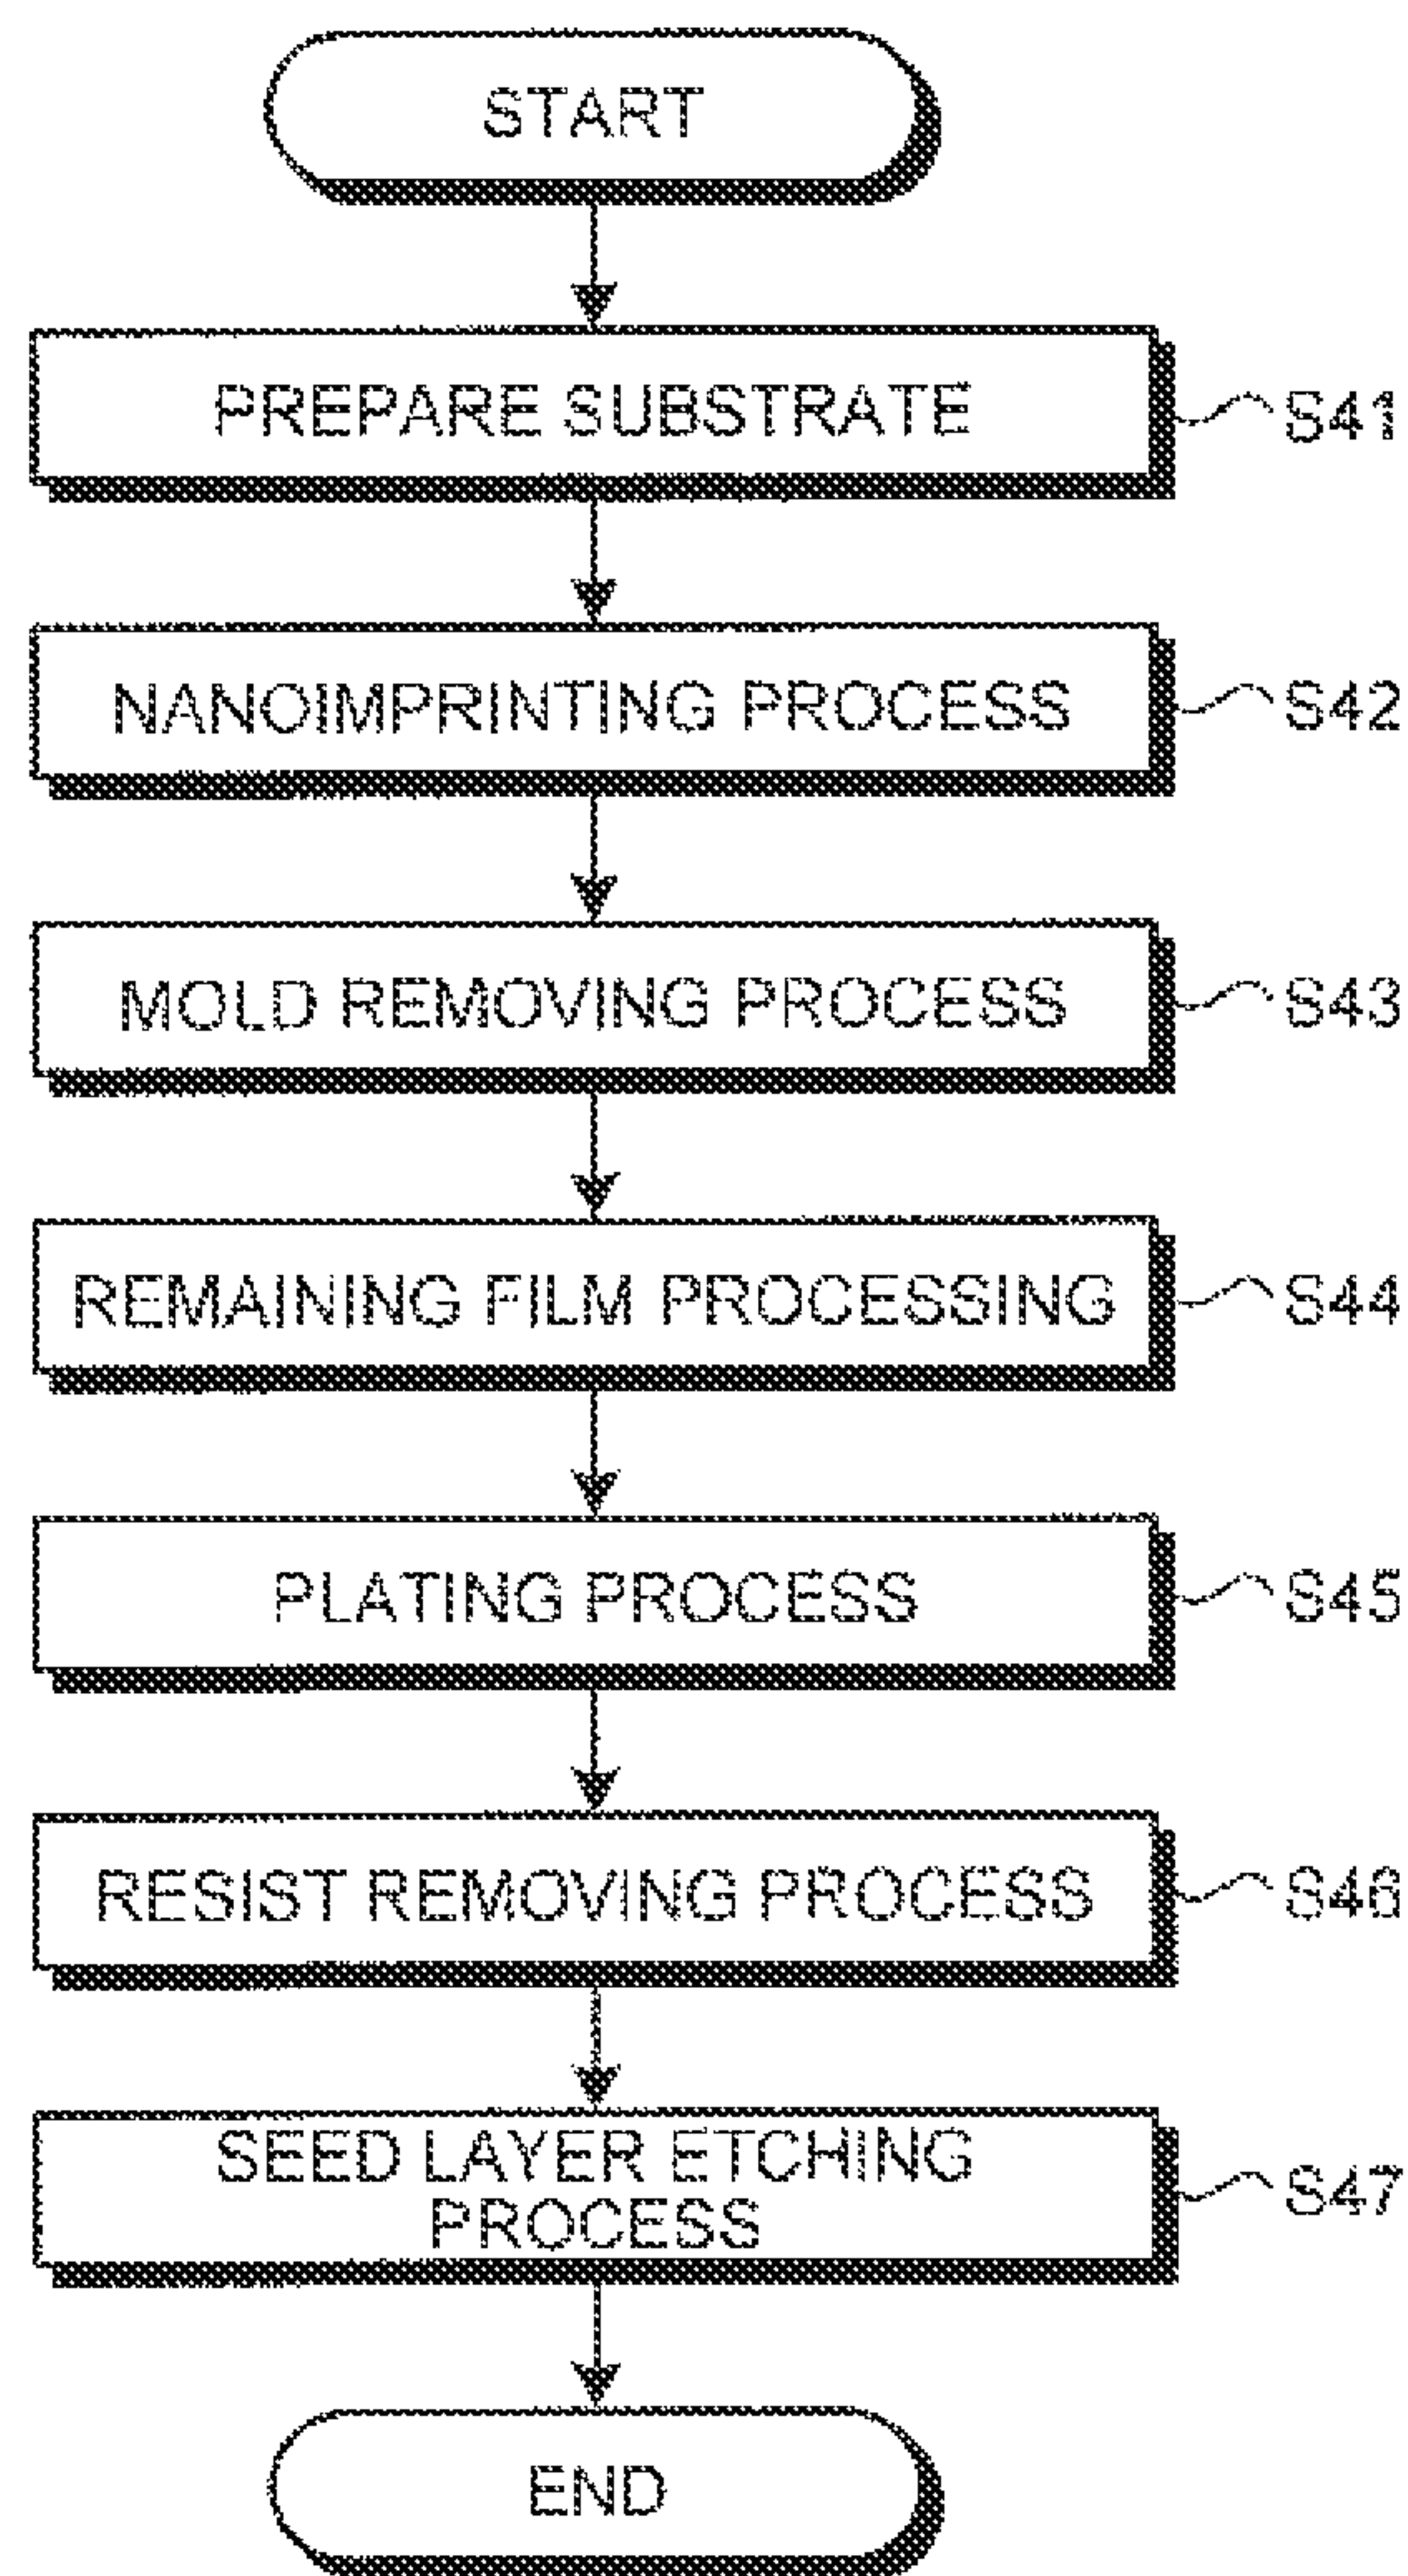 START
PREPARE SUBSTRATE
S41
NANOIMPRINTING PROCESS
S42
MOLD REMOVING PROCESS
S43
REMAINING FILM PROCESSING
S44
PLATING PROCESS
S45
RESIST REMOVING PROCESS
S46
SEED LAYER ETCHING
PROCESS
S47
END